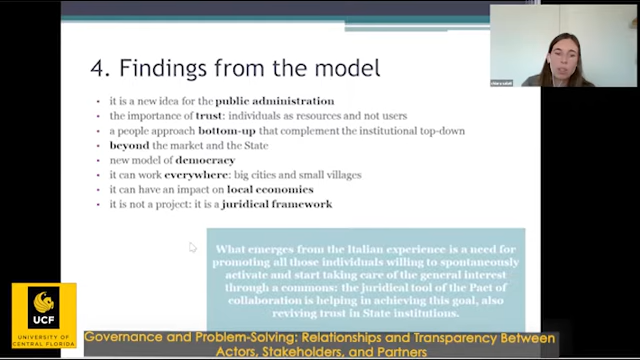 4. Findings from the model
• it is a new idea for the public administration
• the importance of trust: individuals as resources and not users
• a people approach bottom-up that complement the institutional top-down
• beyond the market and the State
• new model of democracy
• it can work everywhere: big cities and small villages
• it can have an impact on local economies
• it is not a project: it is a juridical framework
What emerges from the Italian experience is a need for
promoting all those individuals willing to spontaneously
activate and start taking care of the general interest
through a commons: the juridical tool of the Pact of
collaboration is helping in achieving this goal, also
reviving trust in State institutions.
UCF
UNIVERSITY OF
CENTRAL FLORIDA
Governance and Problem-Solving: Relationships and Transparency Between
Actors, Stakeholders, and Partners